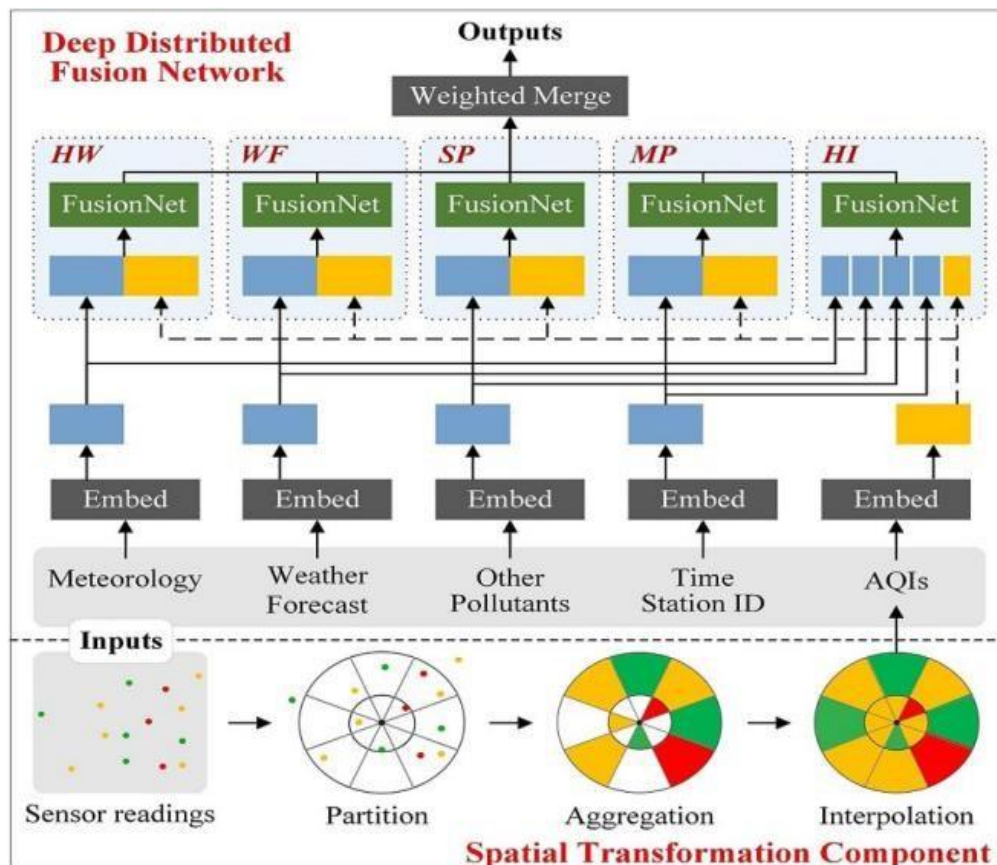 Deep Distributed
Fusion Network
Outputs
Weighted Merge
HW
WF
SP
MP
HI
FusionNet
FusionNet
FusionNet
FusionNet
FusionNet
Embed
Embed
Embed
Embed
Embed
Meteorology
Weather
Forecast
Other
Pollutants
Time
Station ID
AQIs
Inputs
Sensor readings
Partition
Aggregation
Interpolation
Spatial Transformation Component